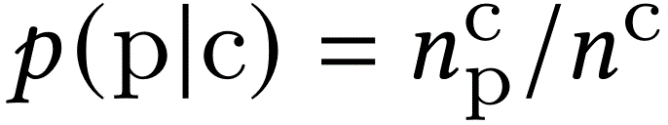 p(p|c) = n_p^c/n^c